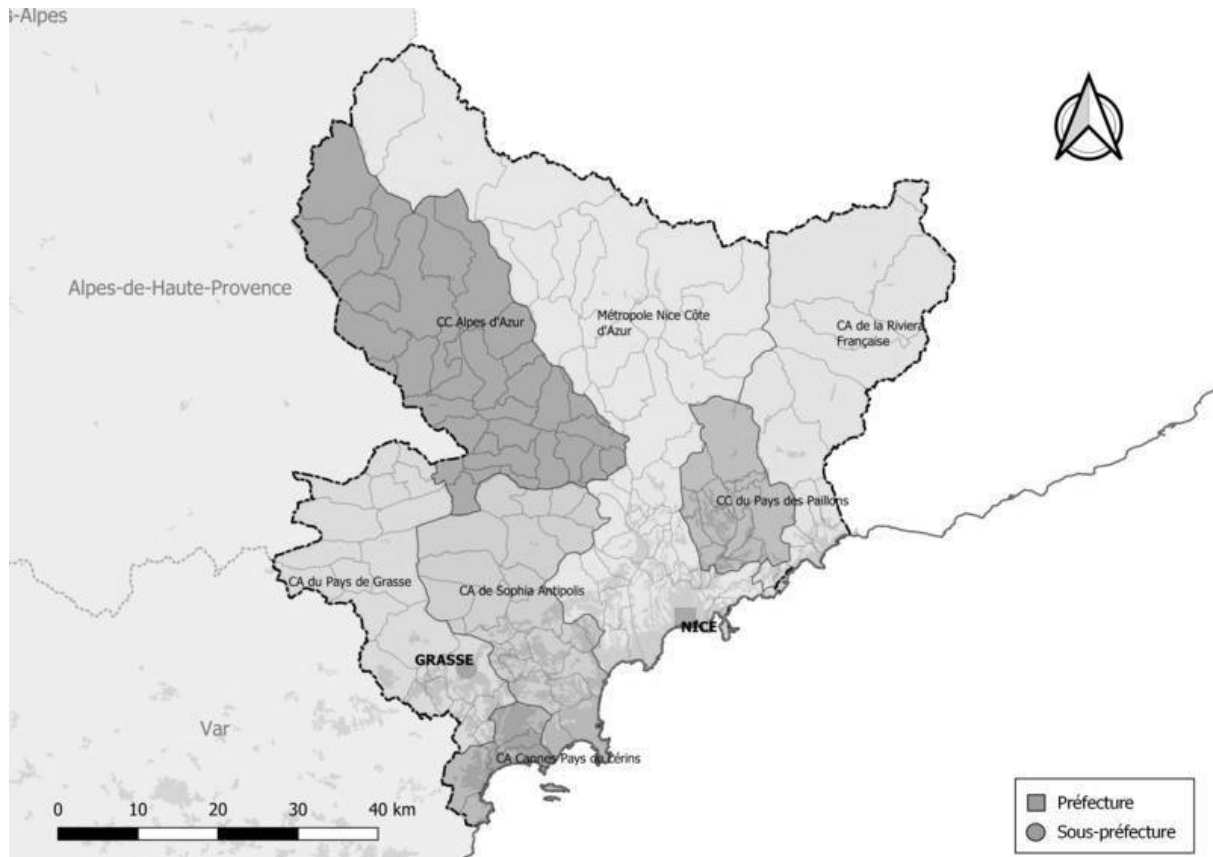 s-Alpes
Alpes-de-Haute-Provence
CC Alpes d'Azur
Métropole Nice Côte
d'Azur
CA de la Riviera
Française
CC du Pays des Paillons
CA du Pays de Grasse
CA de Sophia Antipolis
NICE
GRASSE
Var
CA Cannes Pays de Lérins
0 10 20 30 40 km
Préfecture
Sous-préfecture